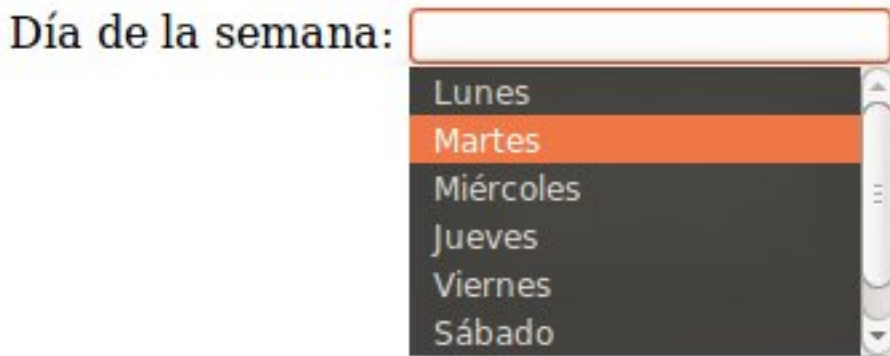 Día de la semana:
Lunes
Martes
Miércoles
Jueves
Viernes
Sábado